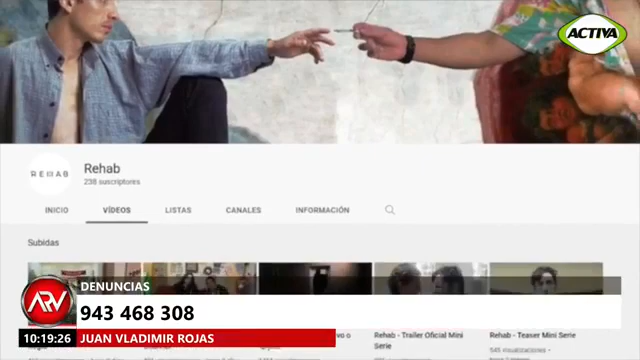 ACTIVA
REHAB
Rehab
238 suscriptores
INICIO
VÍDEOS
LISTAS
CANALES
INFORMACIÓN
Subidas
DENUNCIAS
ARV
943 468 308
Rehab - Trailer Oficial Mini Serie
Rehab - Teaser Mini Serie
545 visualizaciones
10:19:26
JUAN VLADIMIR ROJAS